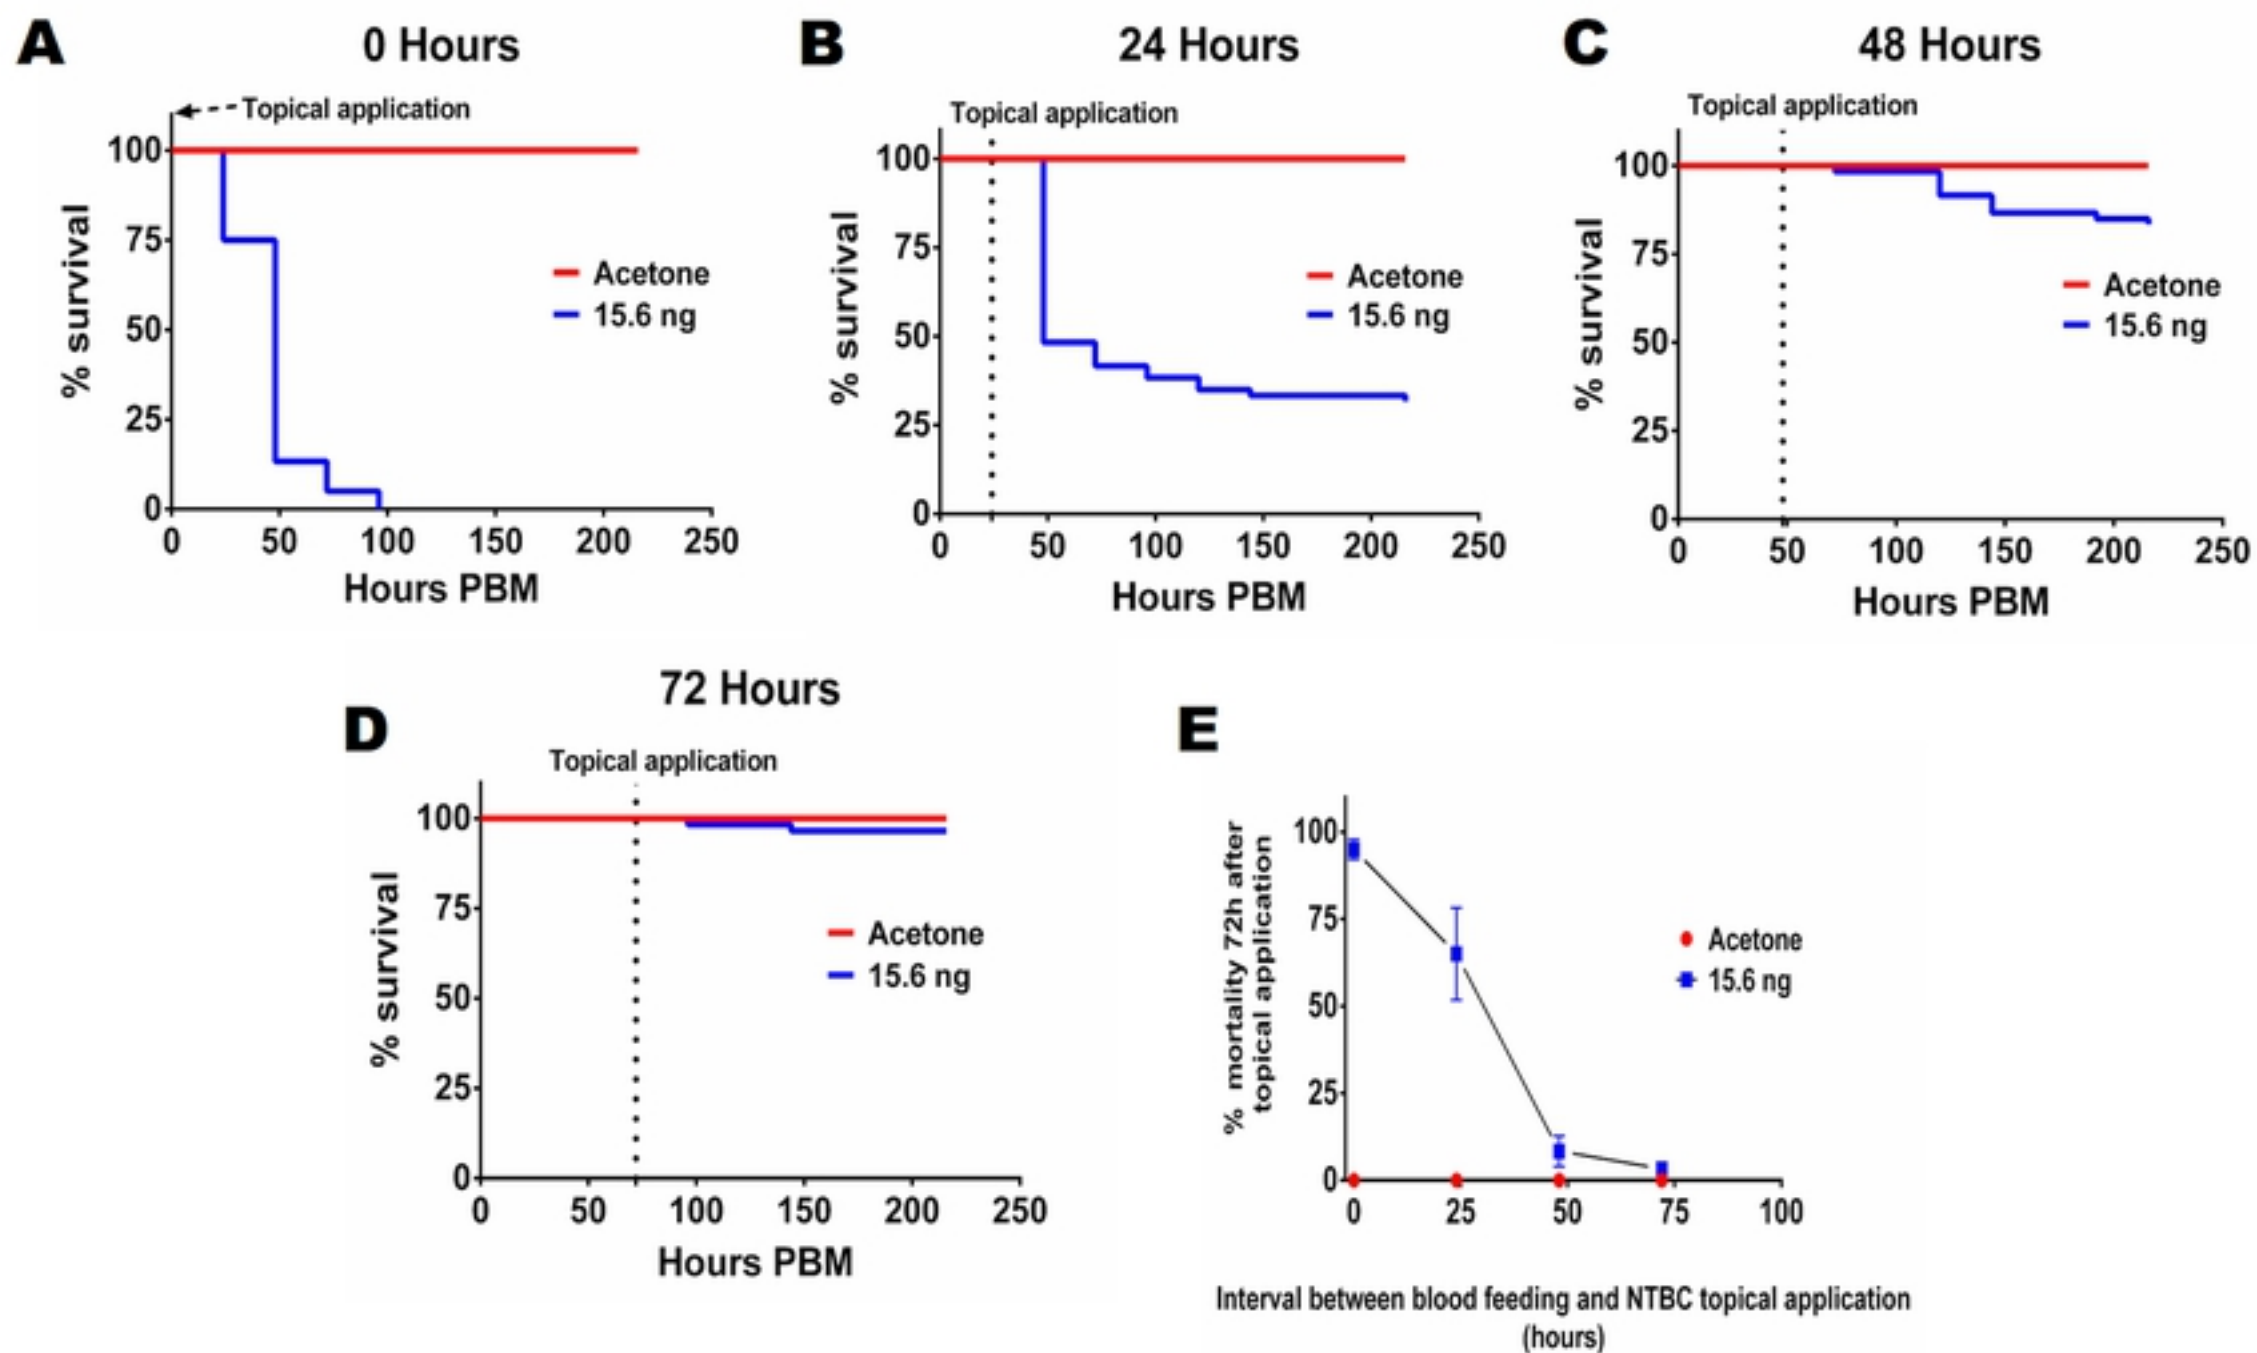 A
0 Hours
Topical application
100
75
50
25
0
% survival
Acetone
15.6 ng
0 50 100 150 200 250
Hours PBM
B
24 Hours
Topical application
100
75
50
25
0
% survival
Acetone
15.6 ng
0 50 100 150 200 250
Hours PBM
C
48 Hours
Topical application
100
75
50
25
0
% survival
Acetone
15.6 ng
0 50 100 150 200 250
Hours PBM
D
72 Hours
Topical application
100
75
50
25
0
% survival
Acetone
15.6 ng
0 50 100 150 200 250
Hours PBM
E
% mortality 72h after
topical application
100
75
50
25
0
Acetone
15.6 ng
0 25 50 75 100
Interval between blood feeding and NTBC topical application
(hours)